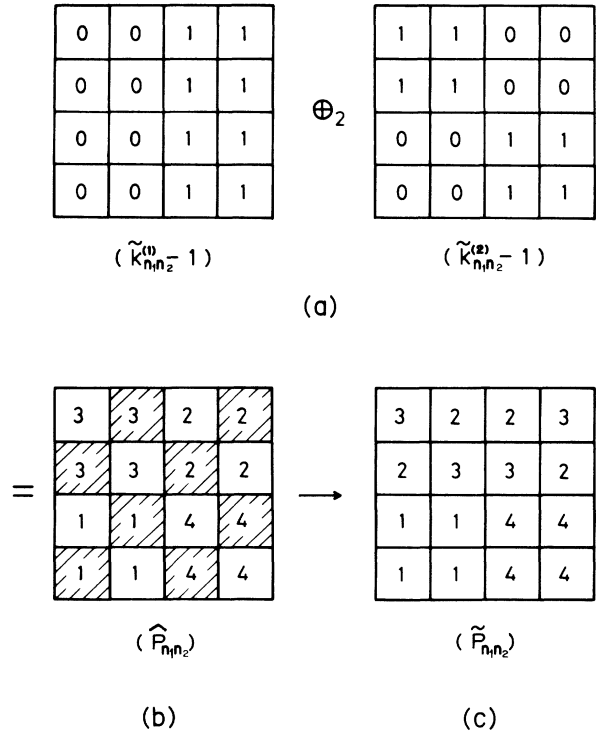 0 0 1 1
0 0 1 1
0 0 1 1
0 0 1 1
⊕₂
1 1 0 0
1 1 0 0
0 0 1 1
0 0 1 1
( k̃⁽¹⁾ₙ₁ₙ₂ − 1 )
( k̃⁽²⁾ₙ₁ₙ₂ − 1 )
(a)
=
3 3 2 2
3 3 2 2
1 1 4 4
1 1 4 4
→
3 2 2 3
2 3 3 2
1 1 4 4
1 1 4 4
( P̂ₙ₁ₙ₂ )
( P̃ₙ₁ₙ₂ )
(b)
(c)